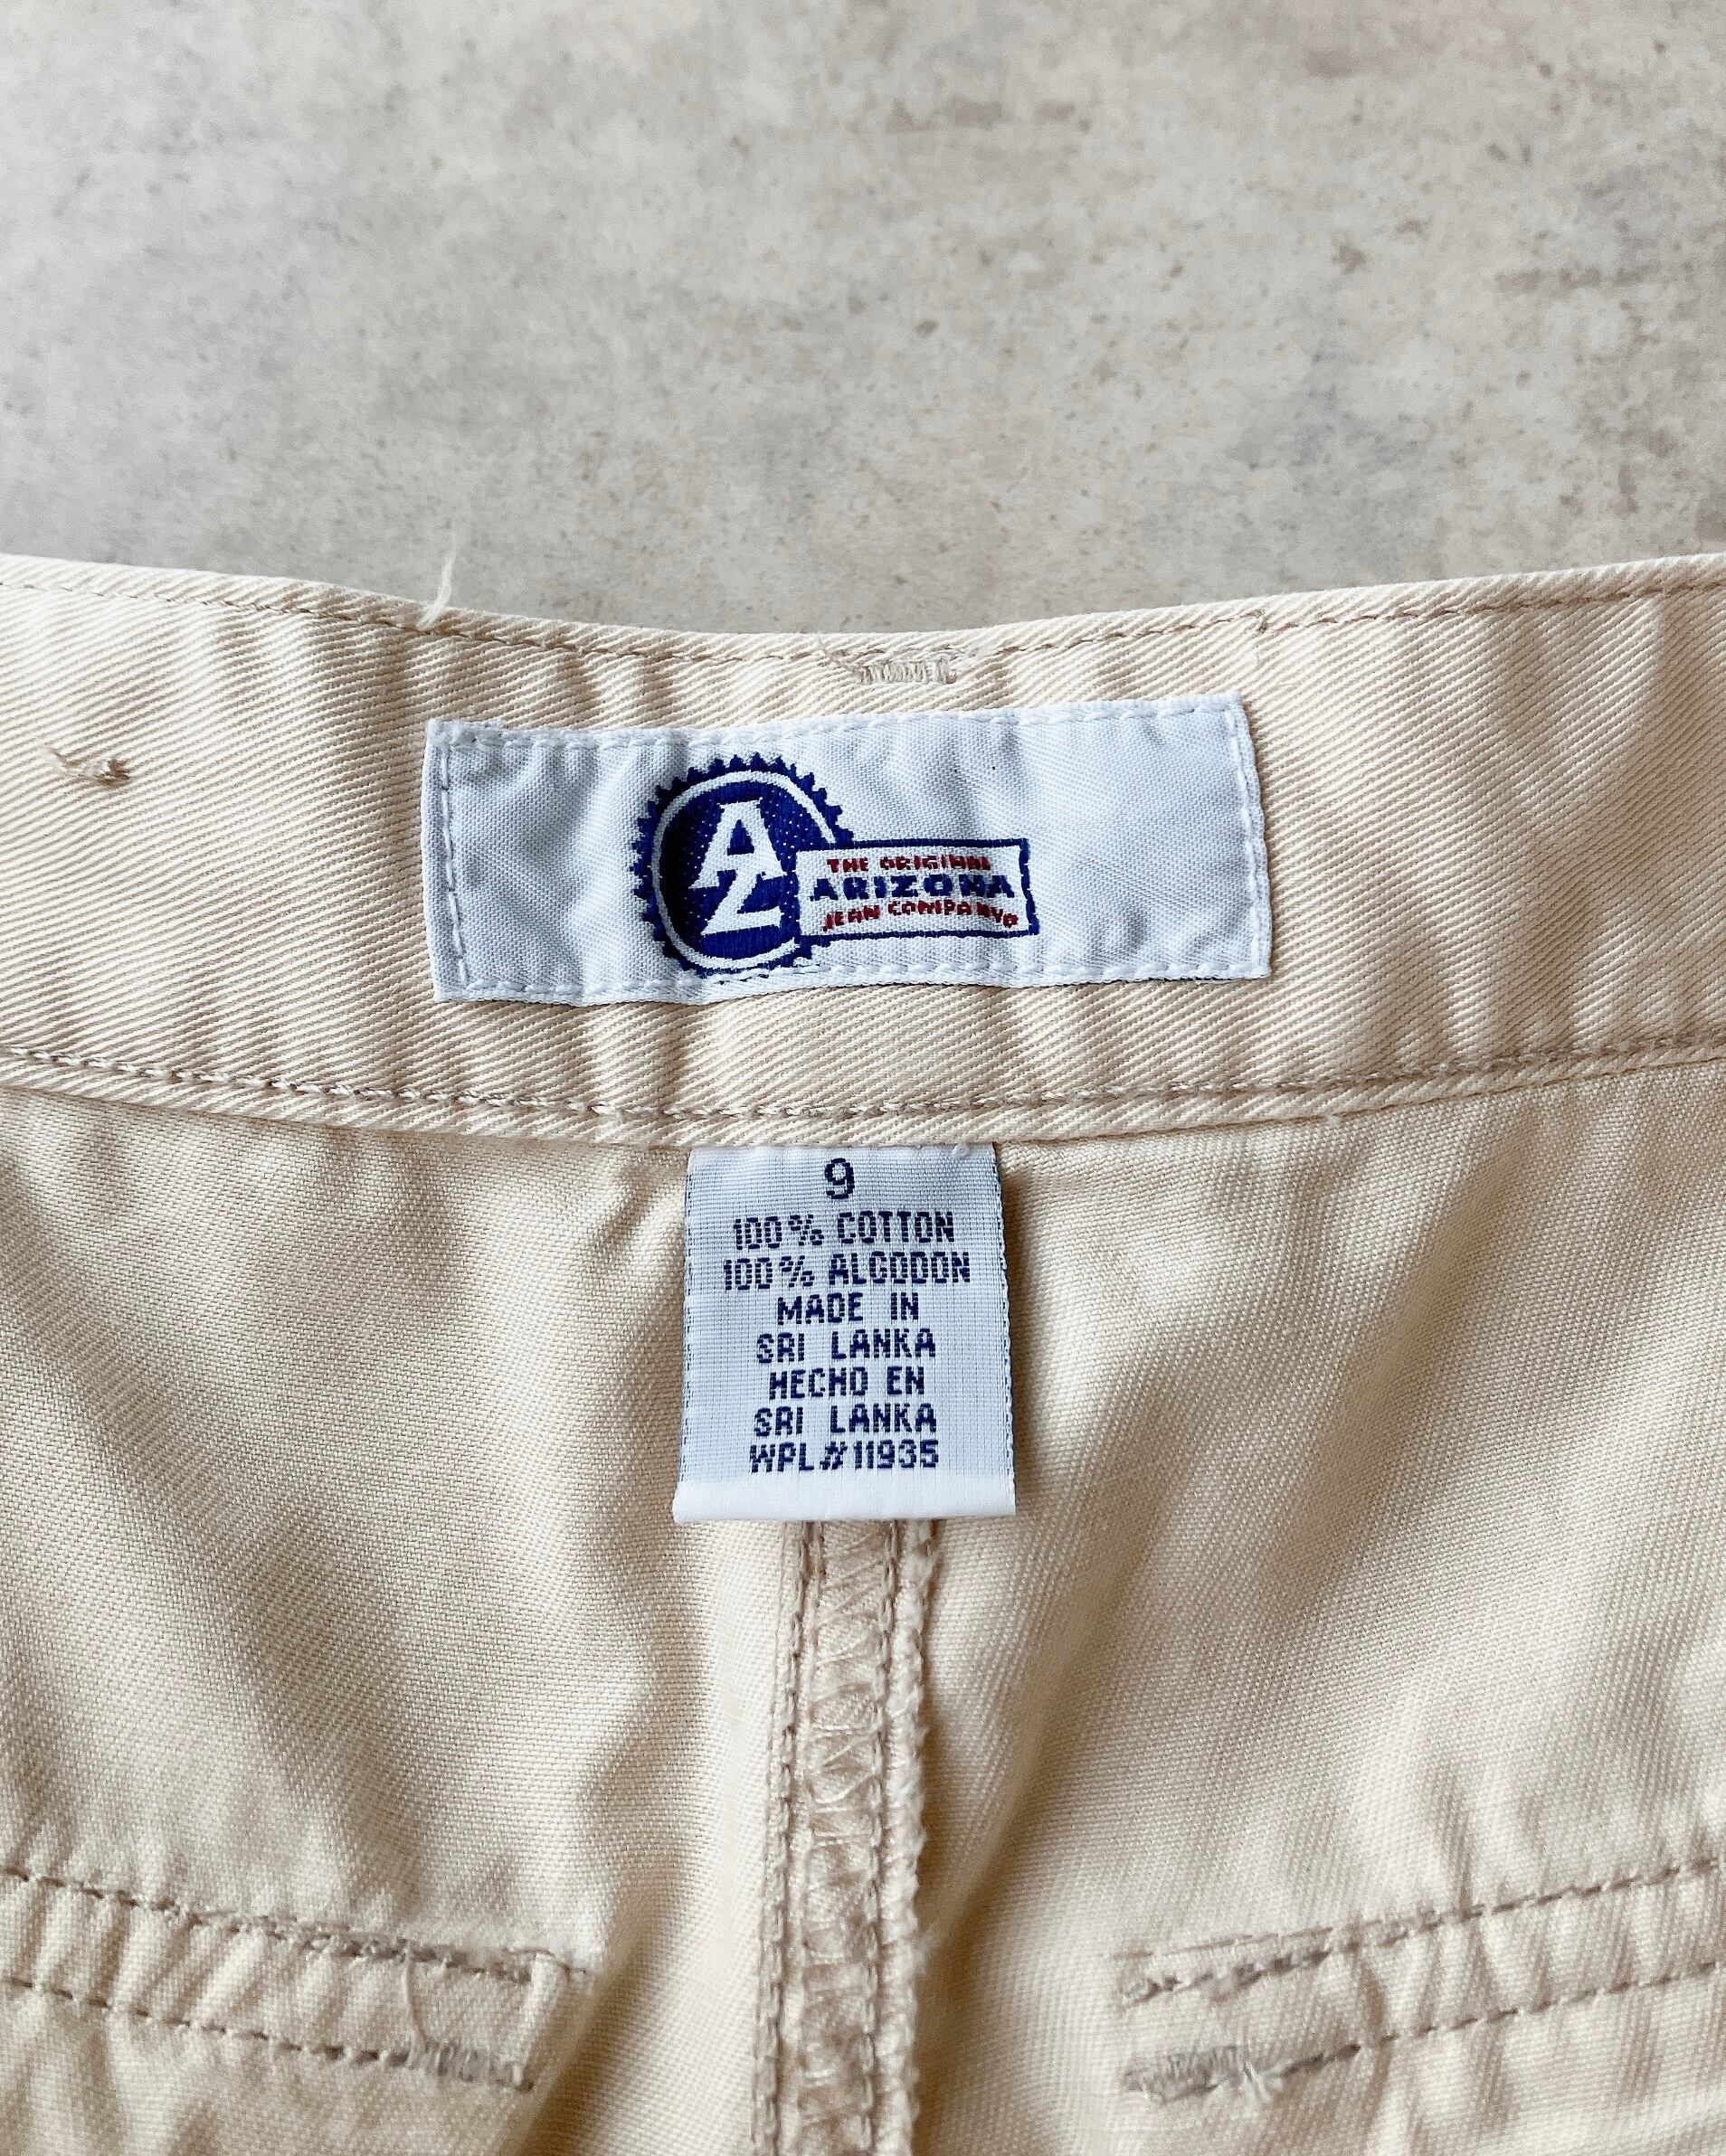 AZ
THE ORIGINAL
ARIZONA
JEAN COMPANY®
9
100% COTTON
100% ALGODON
MADE IN
SRI LANKA
HECHO EN
SRI LANKA
WPL#11935